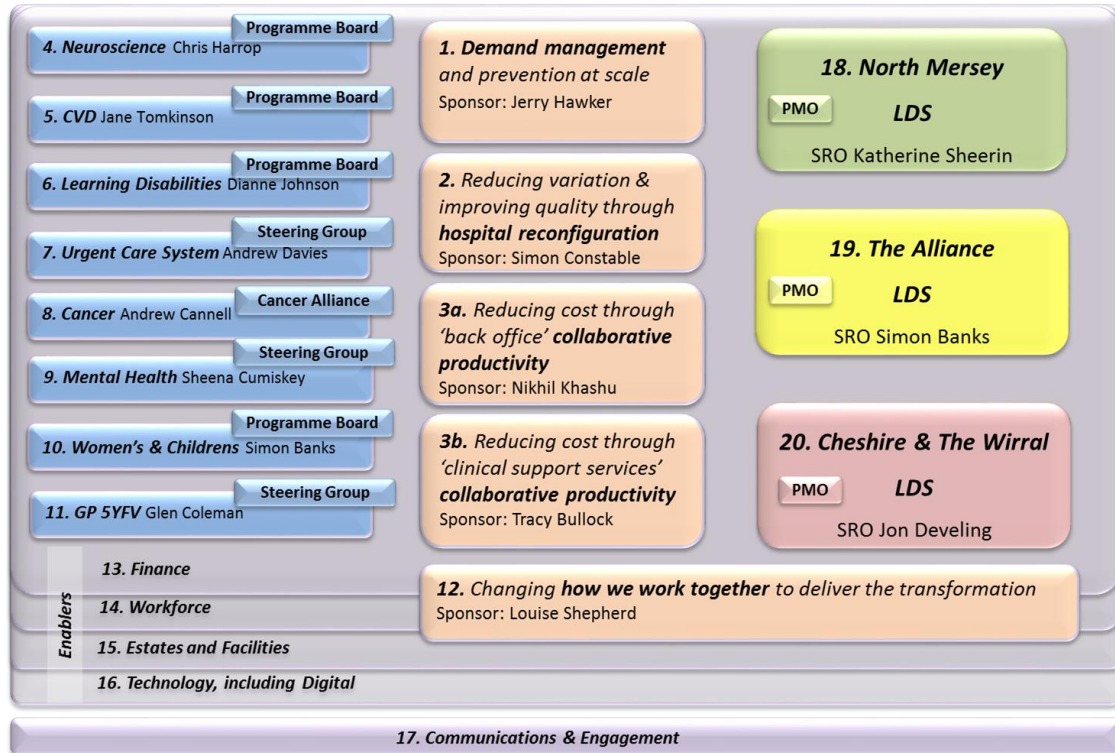 Programme Board
4. Neuroscience Chris Harrop
Programme Board
5. CVD Jane Tomkinson
Programme Board
6. Learning Disabilities Dianne Johnson
Steering Group
7. Urgent Care System Andrew Davies
Cancer Alliance
8. Cancer Andrew Cannell
Steering Group
9. Mental Health Sheena Cumiskey
Programme Board
10. Women's & Childrens Simon Banks
Steering Group
11. GP 5YFV Glen Coleman
1. Demand management
and prevention at scale
Sponsor: Jerry Hawker
2. Reducing variation &
improving quality through
hospital reconfiguration
Sponsor: Simon Constable
3a. Reducing cost through
‘back office’ collaborative
productivity
Sponsor: Nikhil Khashu
3b. Reducing cost through
‘clinical support services’
collaborative productivity
Sponsor: Tracy Bullock
18. North Mersey
PMO
LDS
SRO Katherine Sheerin
19. The Alliance
PMO
LDS
SRO Simon Banks
20. Cheshire & The Wirral
PMO
LDS
SRO Jon Develing
12. Changing how we work together to deliver the transformation
Sponsor: Louise Shepherd
Enablers
13. Finance
14. Workforce
15. Estates and Facilities
16. Technology, including Digital
17. Communications & Engagement